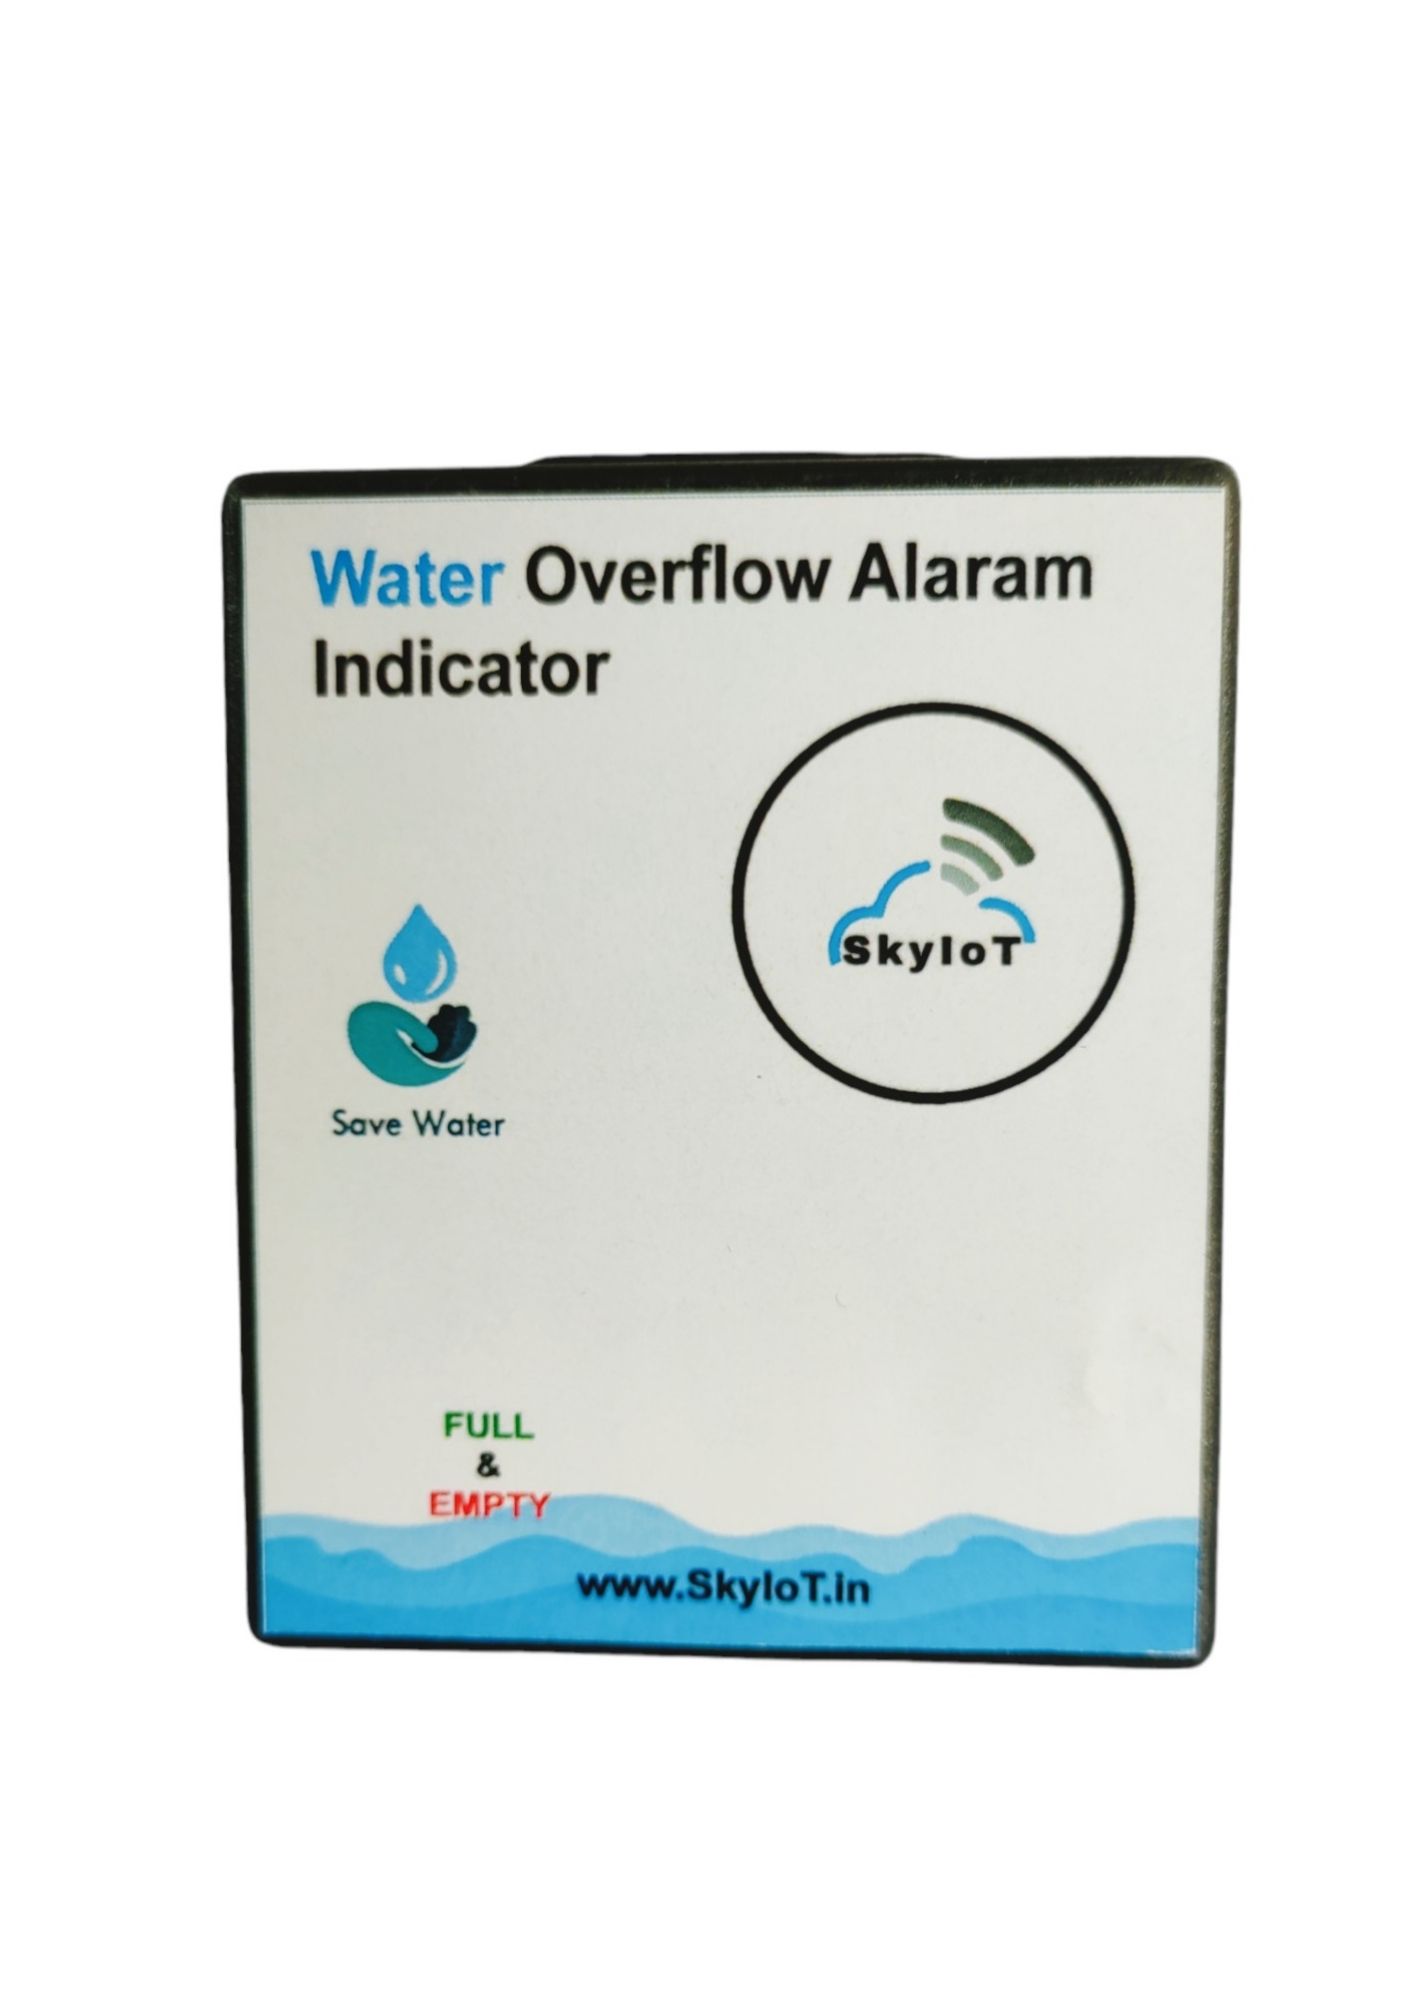 Water Overflow Alaram
Indicator
SkyIoT
Save Water
FULL
&
EMPTY
www.SkyIoT.in